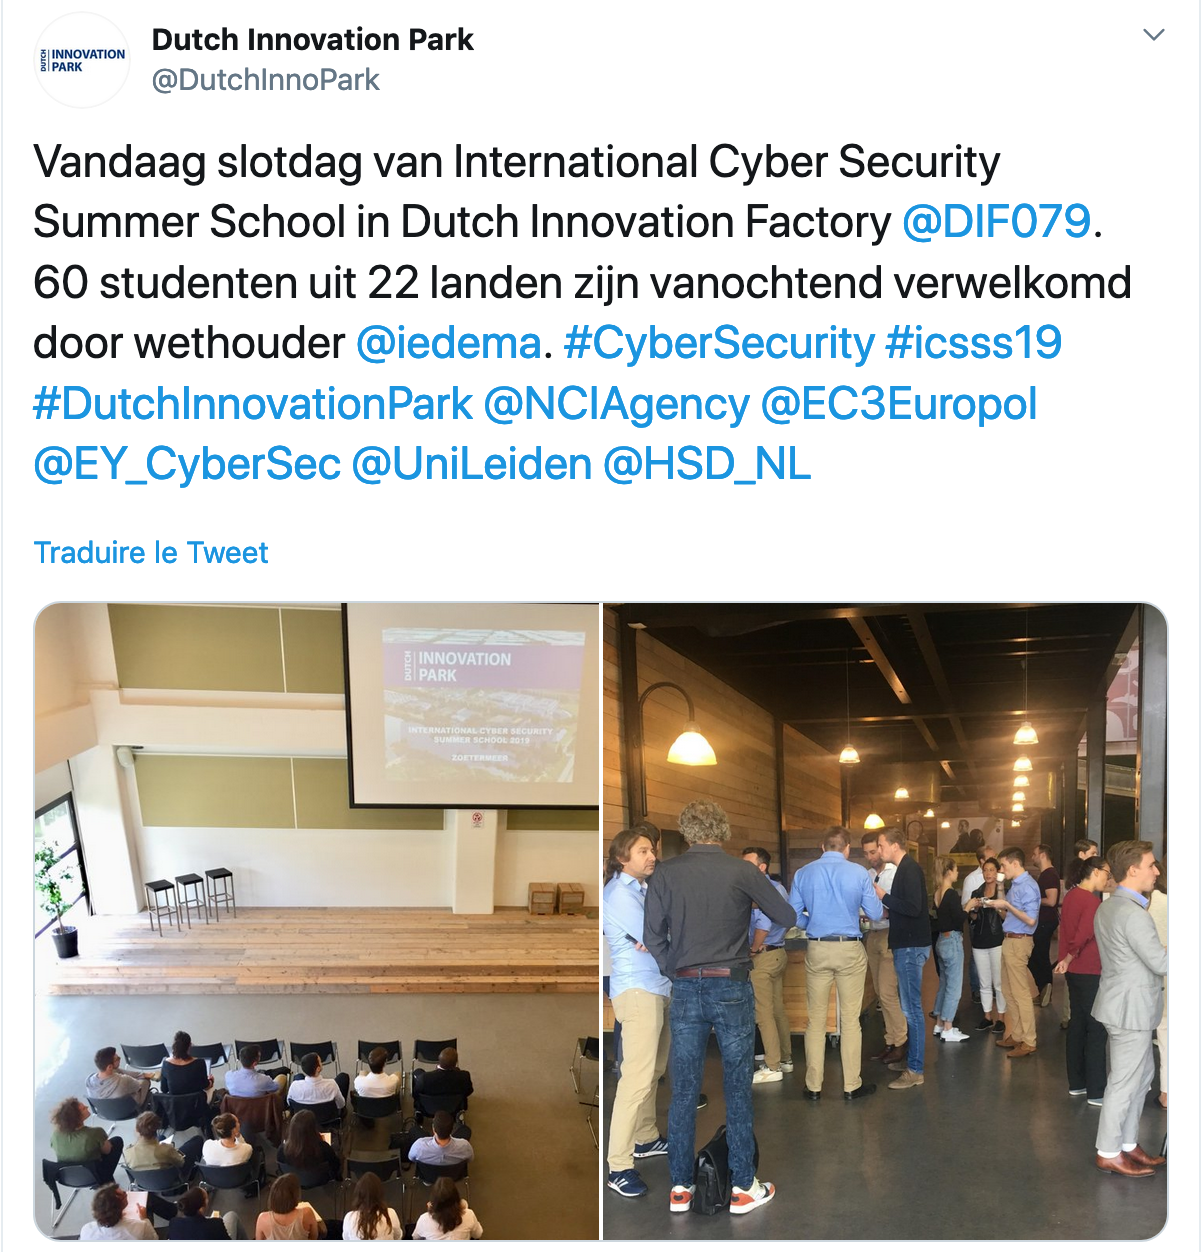 DUTCH INNOVATION PARK
Dutch Innovation Park
@DutchInnoPark
Vandaag slotdag van International Cyber Security
Summer School in Dutch Innovation Factory @DIF079.
60 studenten uit 22 landen zijn vanochtend verwelkomd
door wethouder @iedema. #CyberSecurity #icsss19
#DutchInnovationPark @NCIAgency @EC3Europol
@EY_CyberSec @UniLeiden @HSD_NL
Traduire le Tweet
DUTCH INNOVATION
PARK
INTERNATIONAL CYBER SECURITY
SUMMER SCHOOL 2019
ZOETERMEER